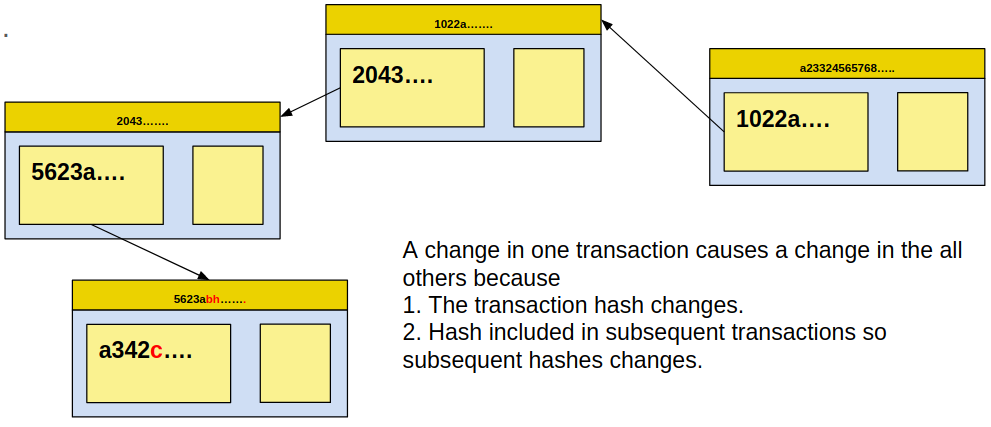 .
1022a…….
2043….
a23324565768…..
1022a….
2043…….
5623a….
5623abh…….
a342c….
A change in one transaction causes a change in the all
others because
1. The transaction hash changes.
2. Hash included in subsequent transactions so
subsequent hashes changes.